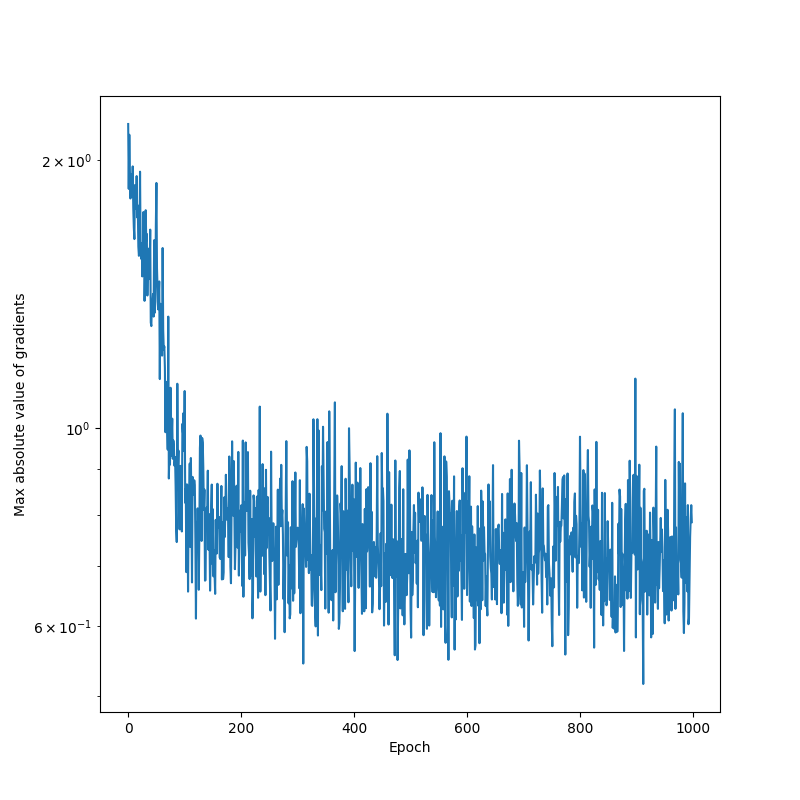 Max absolute value of gradients
2 × 10⁰
10⁰
6 × 10⁻¹
0 200 400 600 800 1000
Epoch